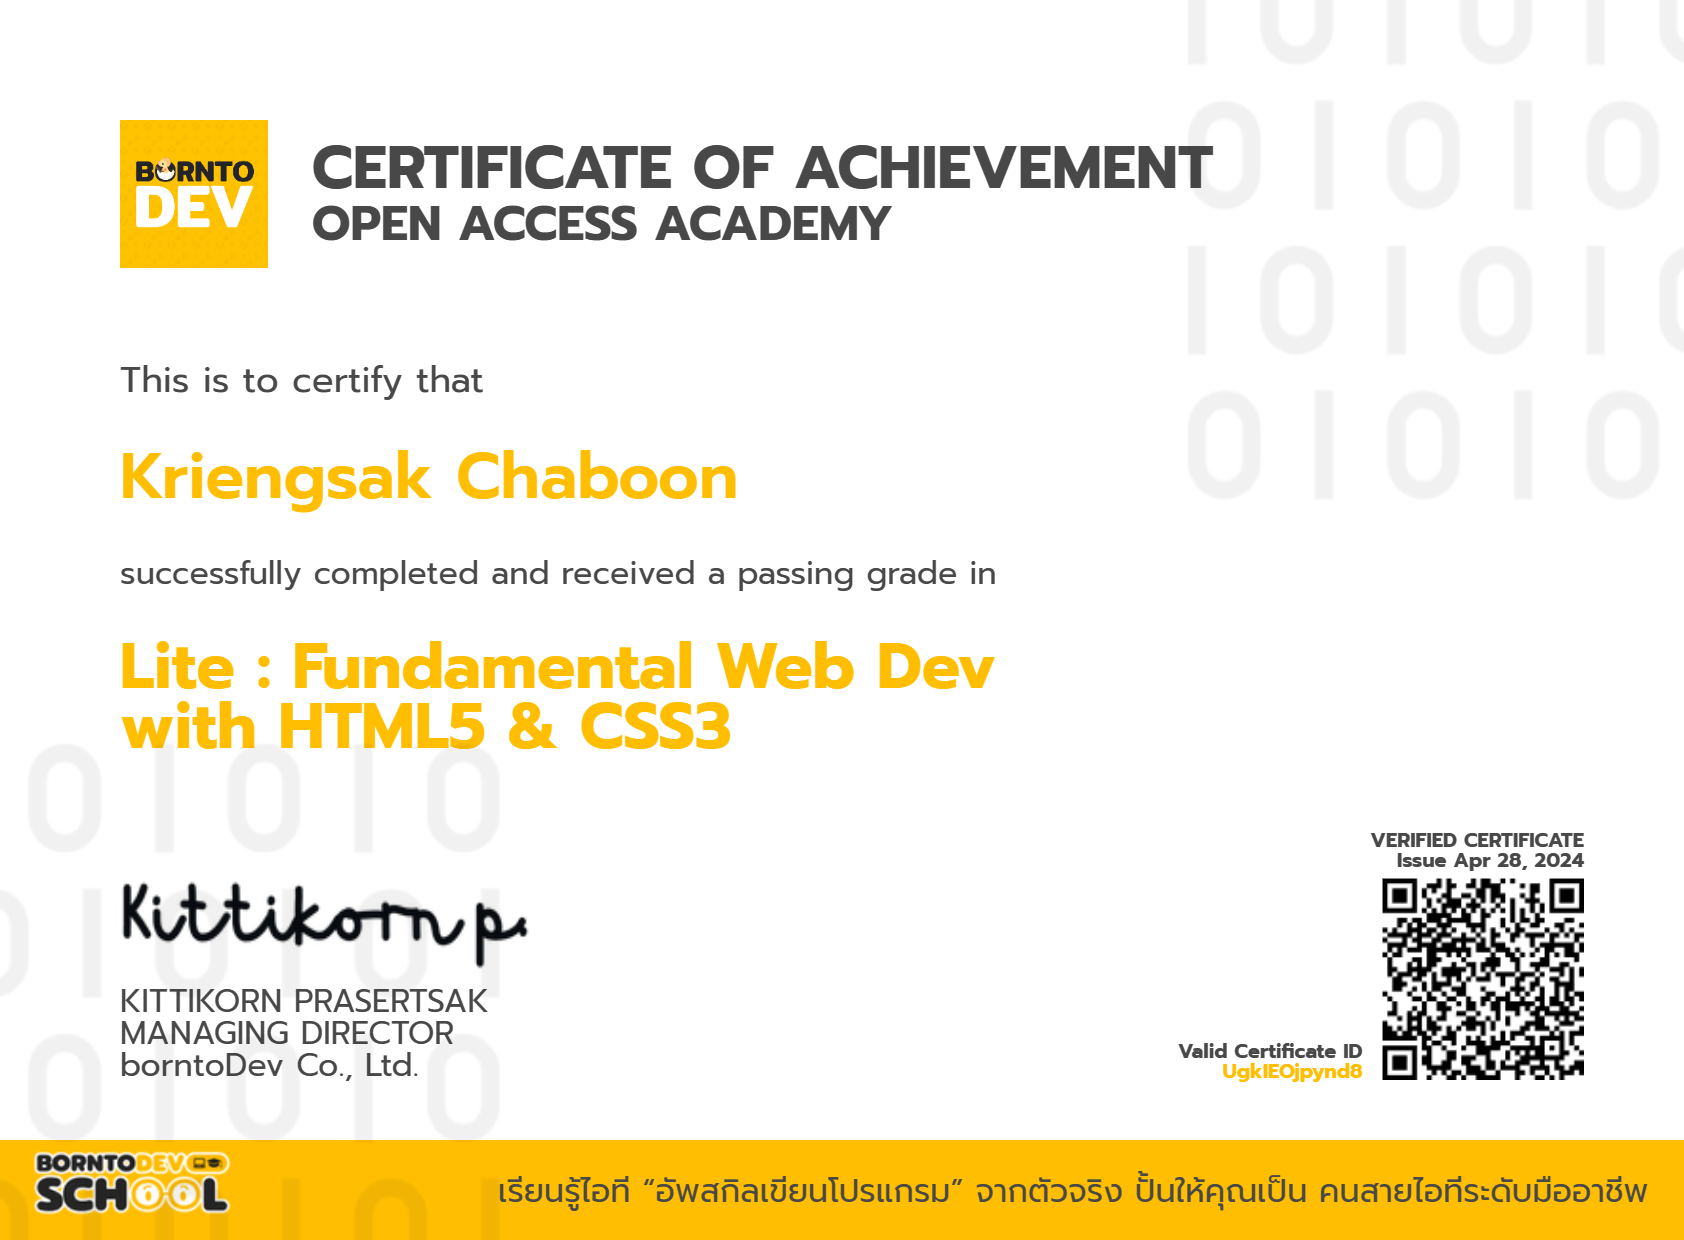 BORNTO
DEV
CERTIFICATE OF ACHIEVEMENT
OPEN ACCESS ACADEMY
This is to certify that
Kriengsak Chaboon
successfully completed and received a passing grade in
Lite : Fundamental Web Dev
with HTML5 & CSS3
VERIFIED CERTIFICATE
Issue Apr 28, 2024
Kittikorn p.
KITTIKORN PRASERTSAK
MANAGING DIRECTOR
borntoDev Co., Ltd.
Valid Certificate ID
UgkIEOjpynd8
BORNTODEV
SCHOOL
เรียนรู้ไอที “อัพสกิลเขียนโปรแกรม” จากตัวจริง ปั้นให้คุณเป็น คนสายไอทีระดับมืออาชีพ